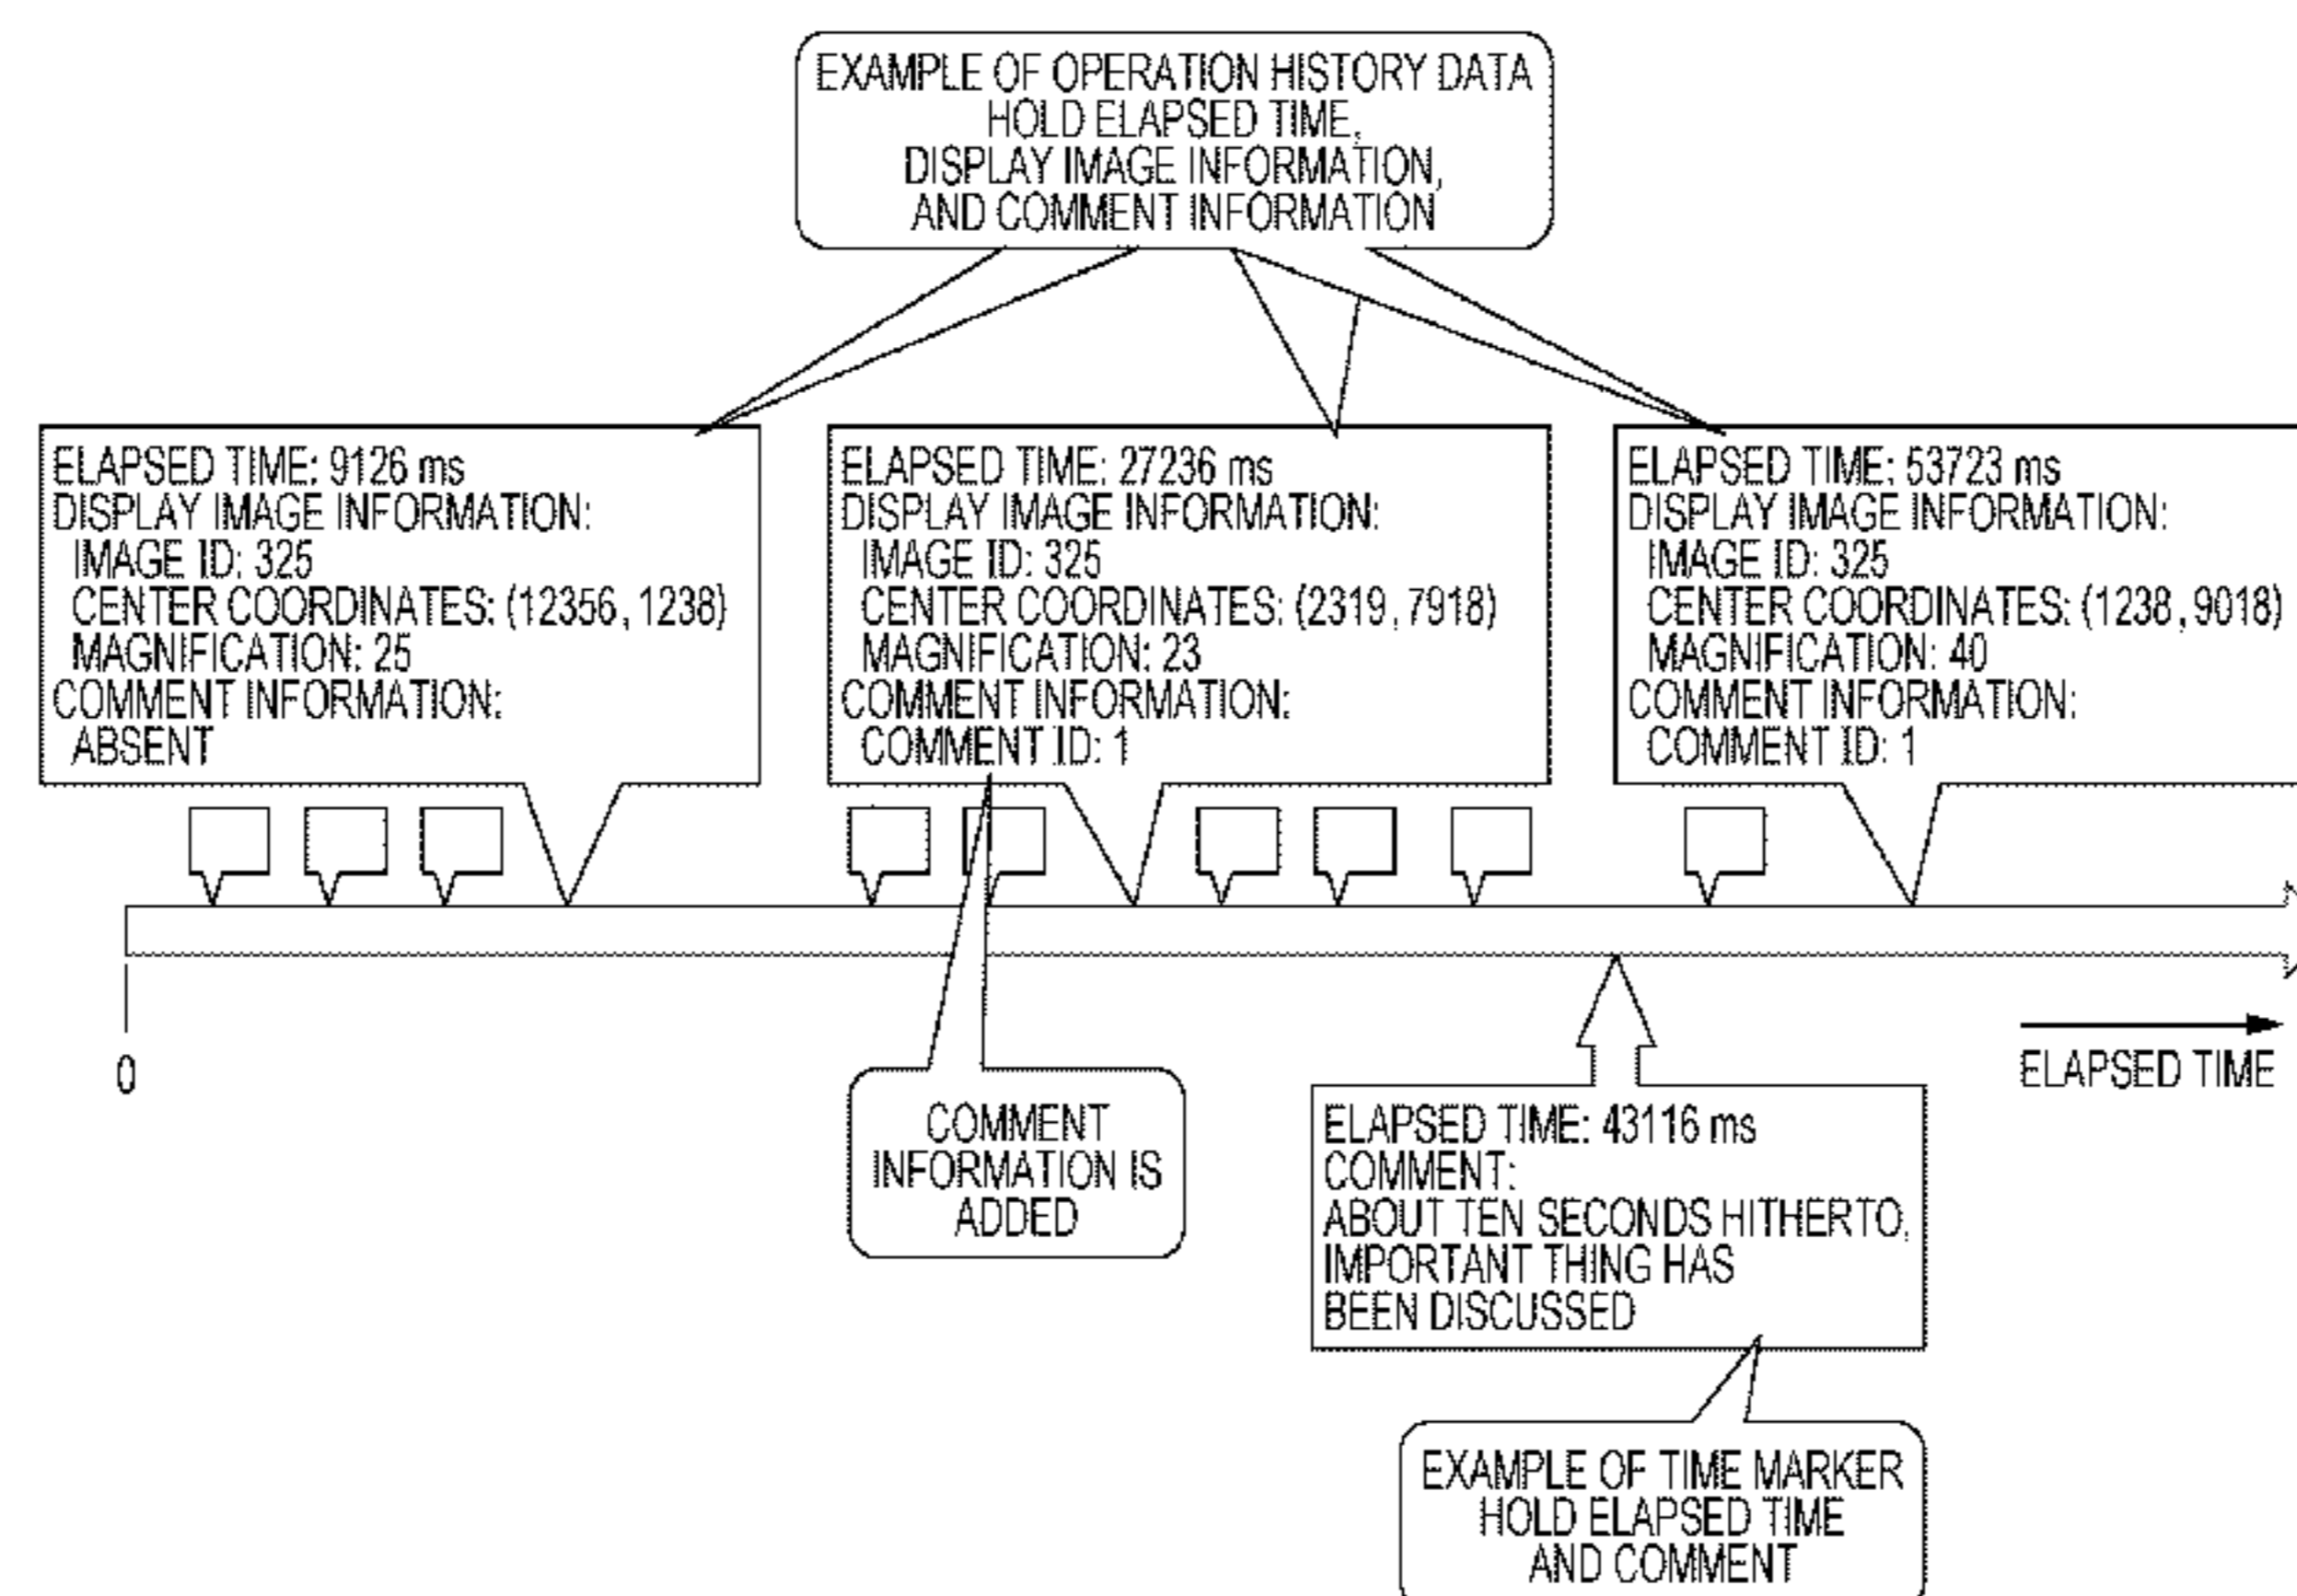 EXAMPLE OF OPERATION HISTORY DATA
HOLD ELAPSED TIME,
DISPLAY IMAGE INFORMATION,
AND COMMENT INFORMATION
ELAPSED TIME: 9126 ms
DISPLAY IMAGE INFORMATION:
IMAGE ID: 325
CENTER COORDINATES: (12356, 1238)
MAGNIFICATION: 25
COMMENT INFORMATION:
ABSENT
ELAPSED TIME: 27236 ms
DISPLAY IMAGE INFORMATION:
IMAGE ID: 325
CENTER COORDINATES: (2319, 7918)
MAGNIFICATION: 23
COMMENT INFORMATION:
COMMENT ID: 1
ELAPSED TIME: 53723 ms
DISPLAY IMAGE INFORMATION:
IMAGE ID: 325
CENTER COORDINATES: (1238, 9018)
MAGNIFICATION: 40
COMMENT INFORMATION:
COMMENT ID: 1
0
ELAPSED TIME
COMMENT
INFORMATION IS
ADDED
ELAPSED TIME: 43116 ms
COMMENT:
ABOUT TEN SECONDS HITHERTO,
IMPORTANT THING HAS
BEEN DISCUSSED
EXAMPLE OF TIME MARKER
HOLD ELAPSED TIME
AND COMMENT